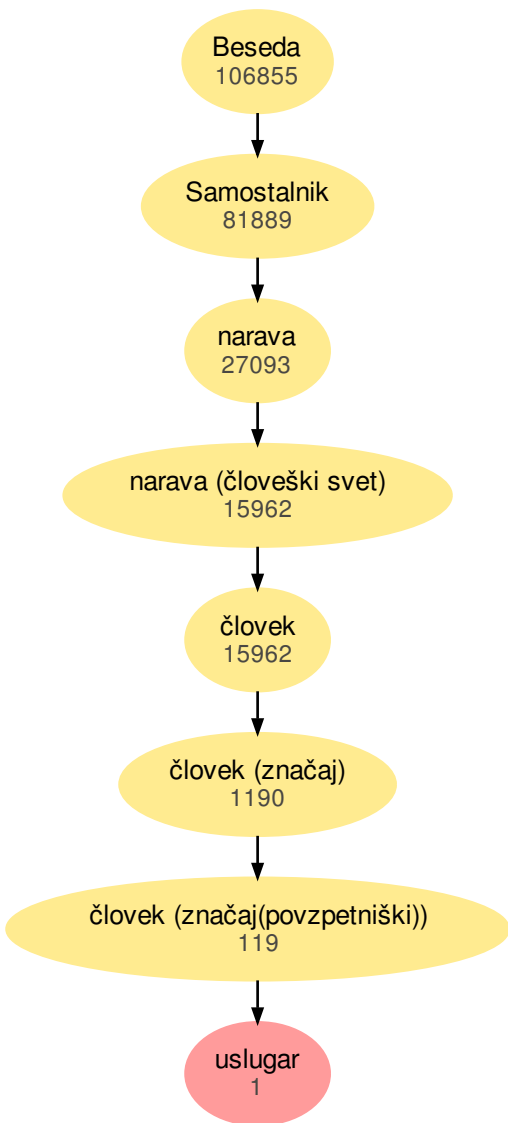 Beseda
106855
Samostalnik
81889
narava
27093
narava (človeški svet)
15962
človek
15962
človek (značaj)
1190
človek (značaj(povzpetniški))
119
uslugar
1